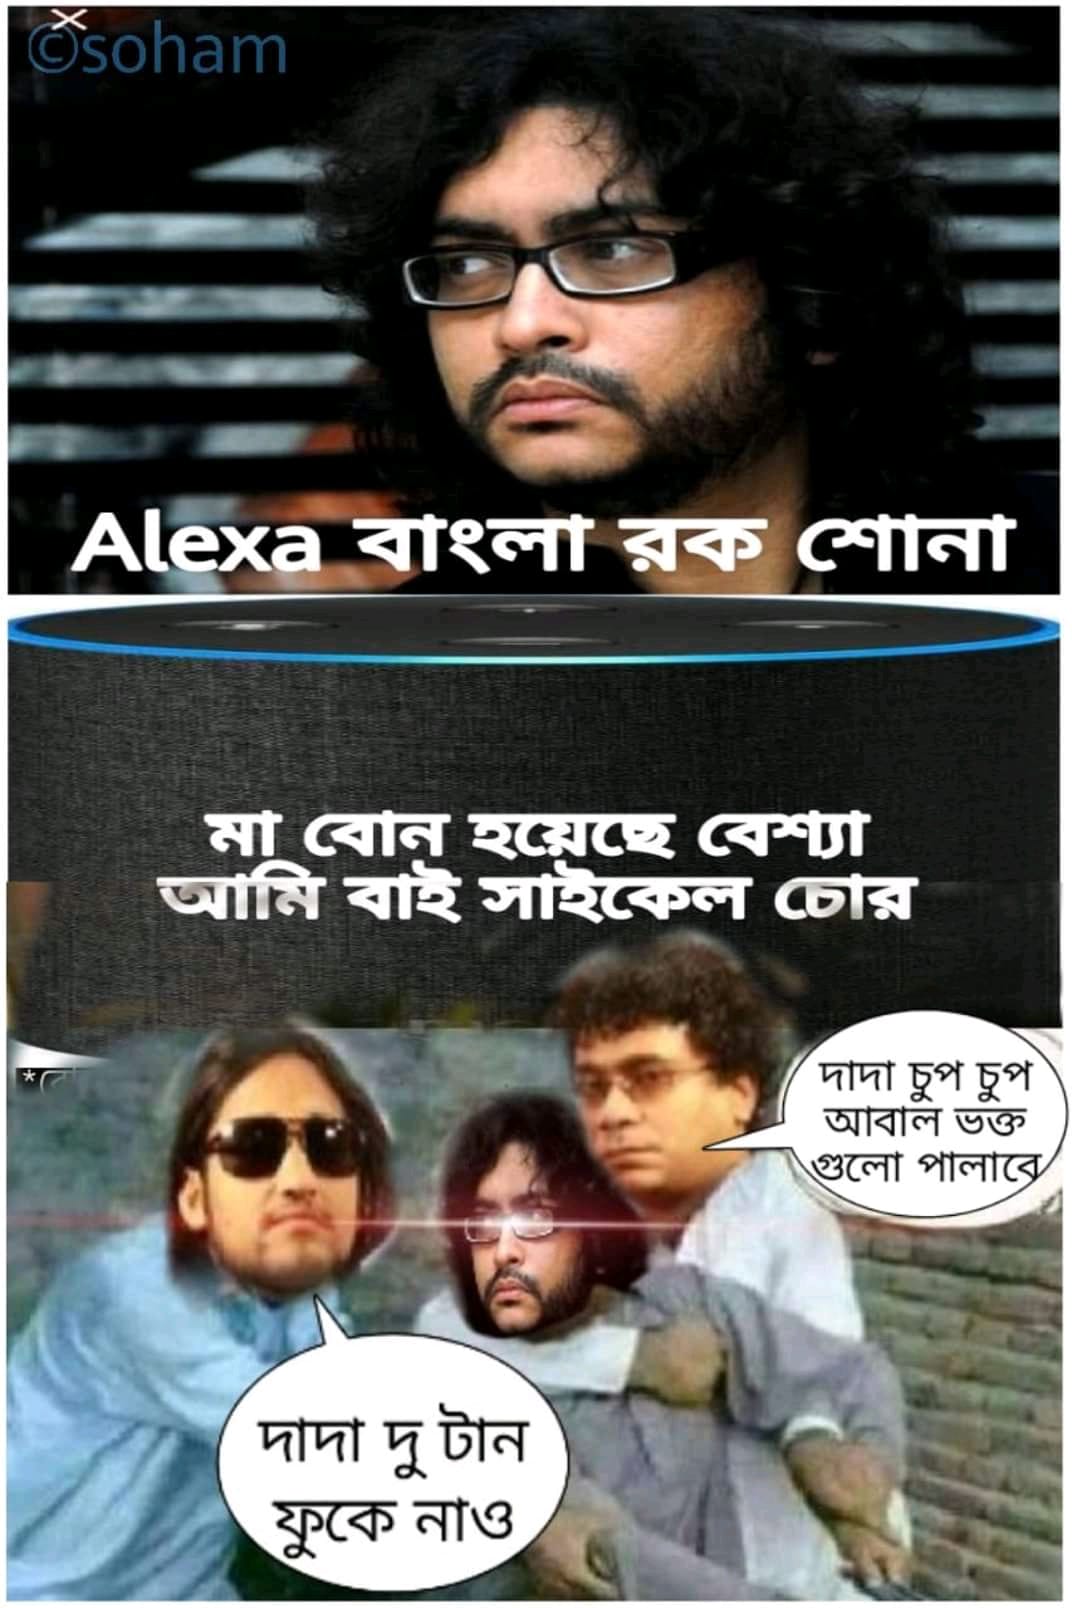 ©soham
Alexa বাংলা রক শোনা
মা বোন হয়েছে বেশ্যা
আমি বাই সাইকেল চোর
দাদা চুপ চুপ
আবাল ভক্ত
গুলো পালাবে
দাদা দু টান
ফুকে নাও